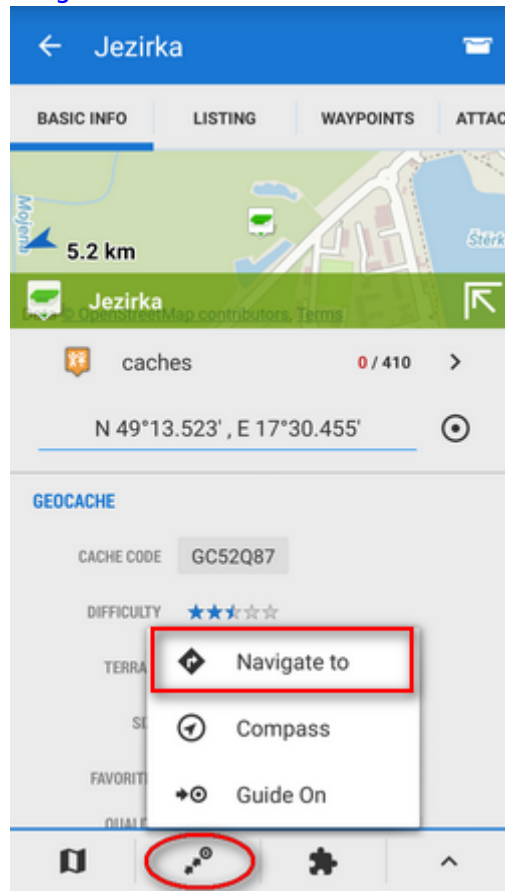 Jezirka
BASIC INFO LISTING WAYPOINTS ATTAC
Mojena
5.2 km
Štěrk
Jezirka
OpenStreetMap contributors, Terms
caches 0 / 410
N 49°13.523' , E 17°30.455'
GEOCACHE
CACHE CODE GC52Q87
DIFFICULTY
TERRA
Navigate to
Compass
FAVORIT
Guide On